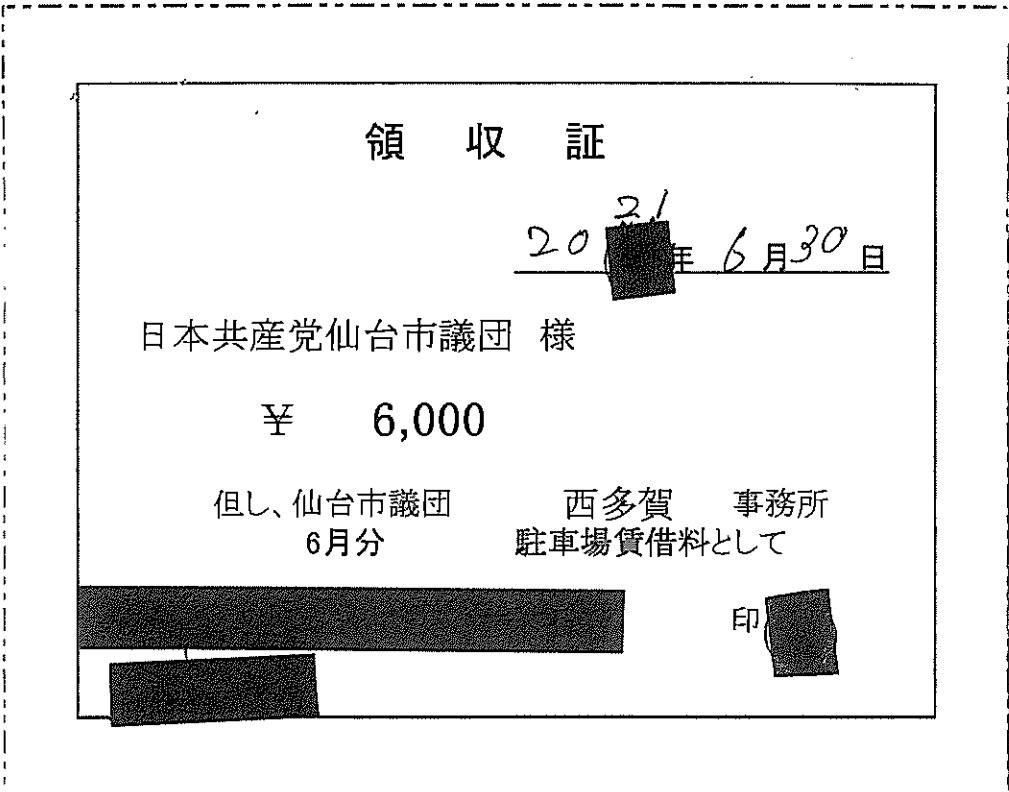 領 収 証
2021年 6月30日
日本共産党仙台市議団 様
¥ 6,000
但し、仙台市議団 西多賀 事務所
6月分 駐車場賃借料として
印